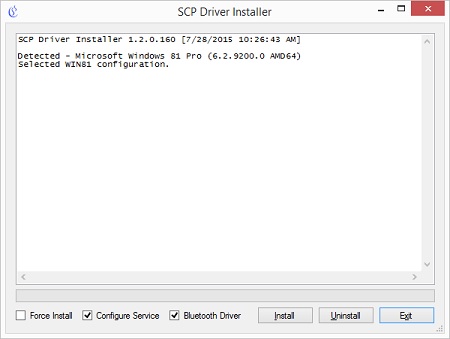 SCP Driver Installer
SCP Driver Installer 1.2.0.160 [7/28/2015 10:26:43 AM]
Detected - Microsoft Windows 81 Pro (6.2.9200.0 AMD64)
Selected WIN81 configuration.
Force Install Configure Service Bluetooth Driver Install Uninstall Exit